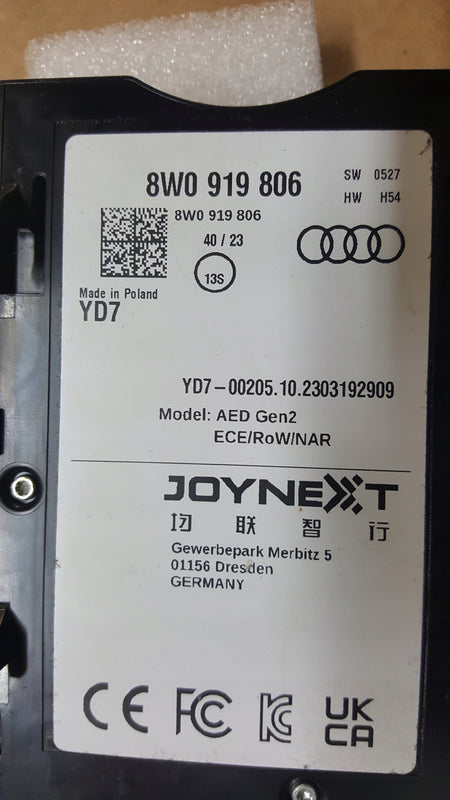 8W0 919 806
SW 0527
HW H54
8W0 919 806
40 / 23
13S
Made in Poland
YD7
YD7-00205.10.2303192909
Model: AED Gen2
ECE/RoW/NAR
JOYNEXT
均联智行
Gewerbepark Merbitz 5
01156 Dresden
GERMANY
CE FC KC UK
CA